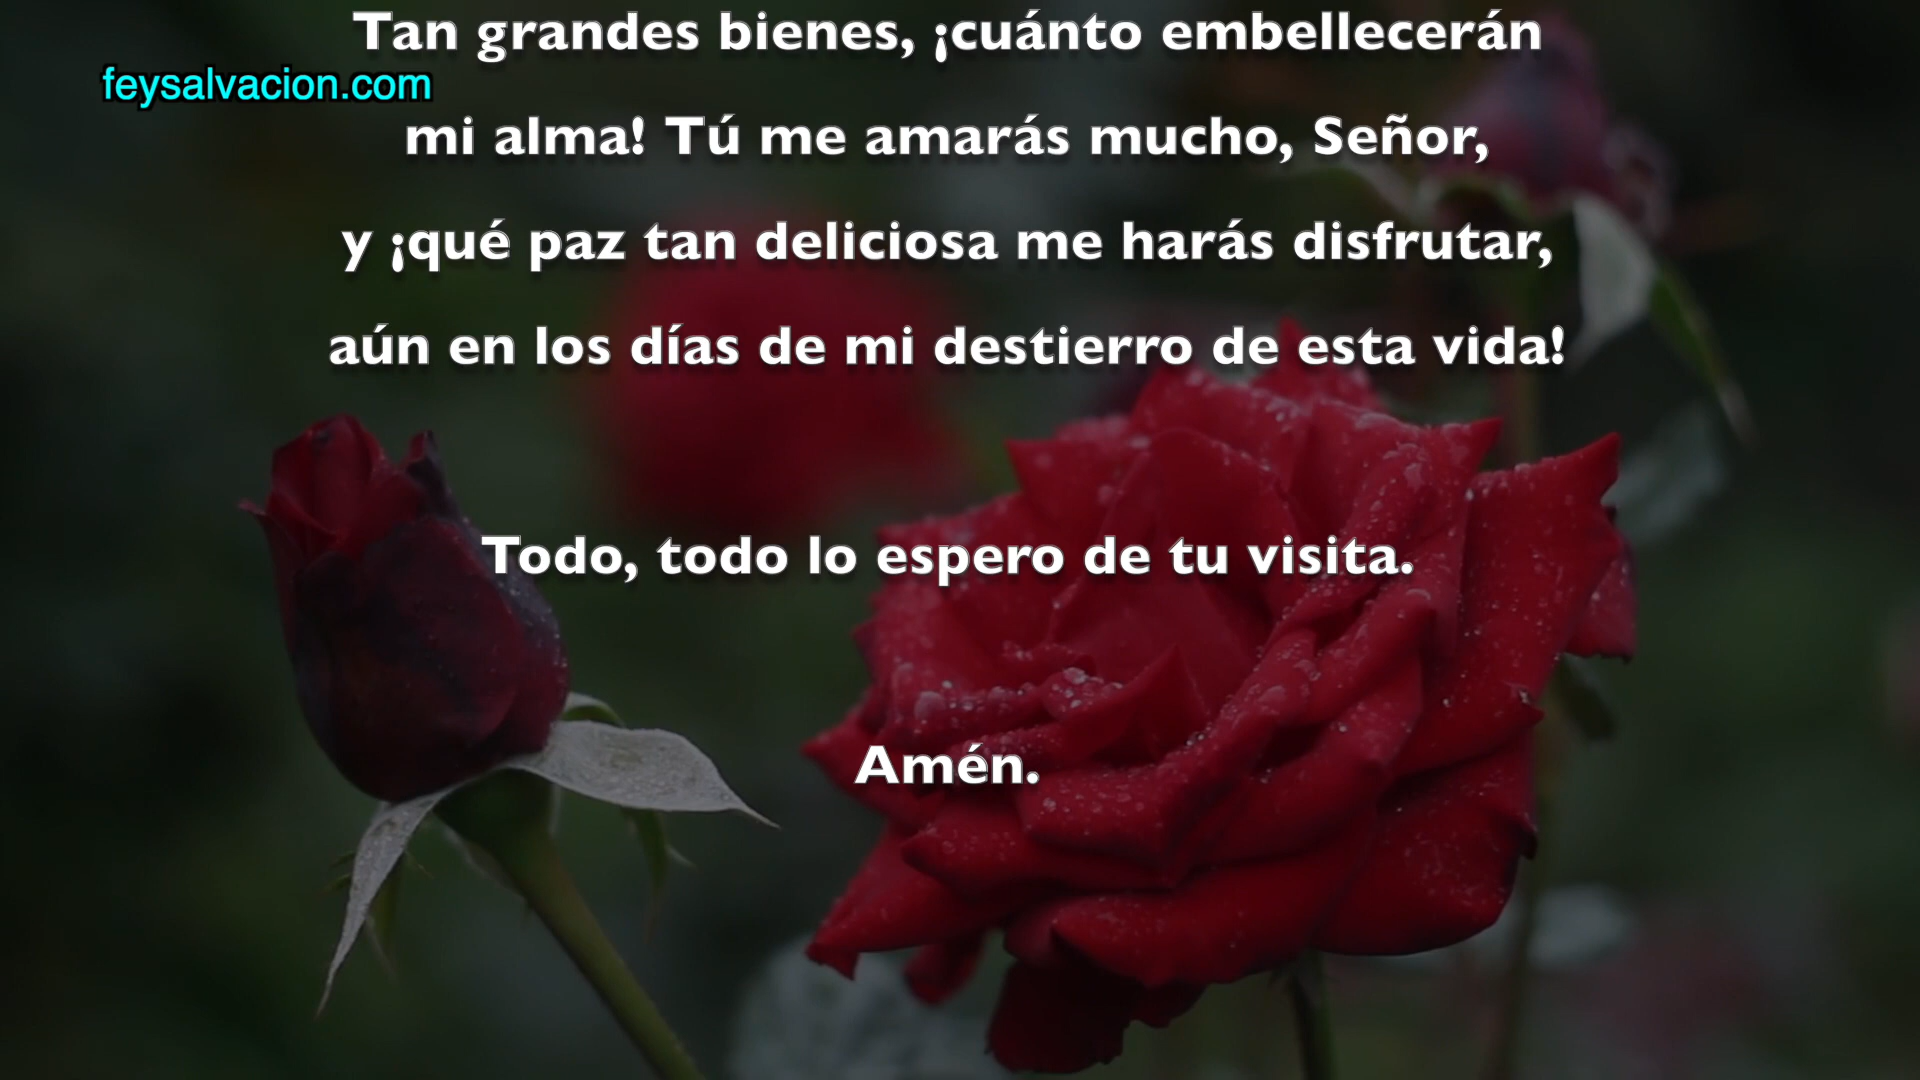 Tan grandes bienes, ¡cuánto embellecerán
feysalvacion.com
mi alma! Tú me amarás mucho, Señor,
y ¡qué paz tan deliciosa me harás disfrutar,
aún en los días de mi destierro de esta vida!
Todo, todo lo espero de tu visita.
Amén.